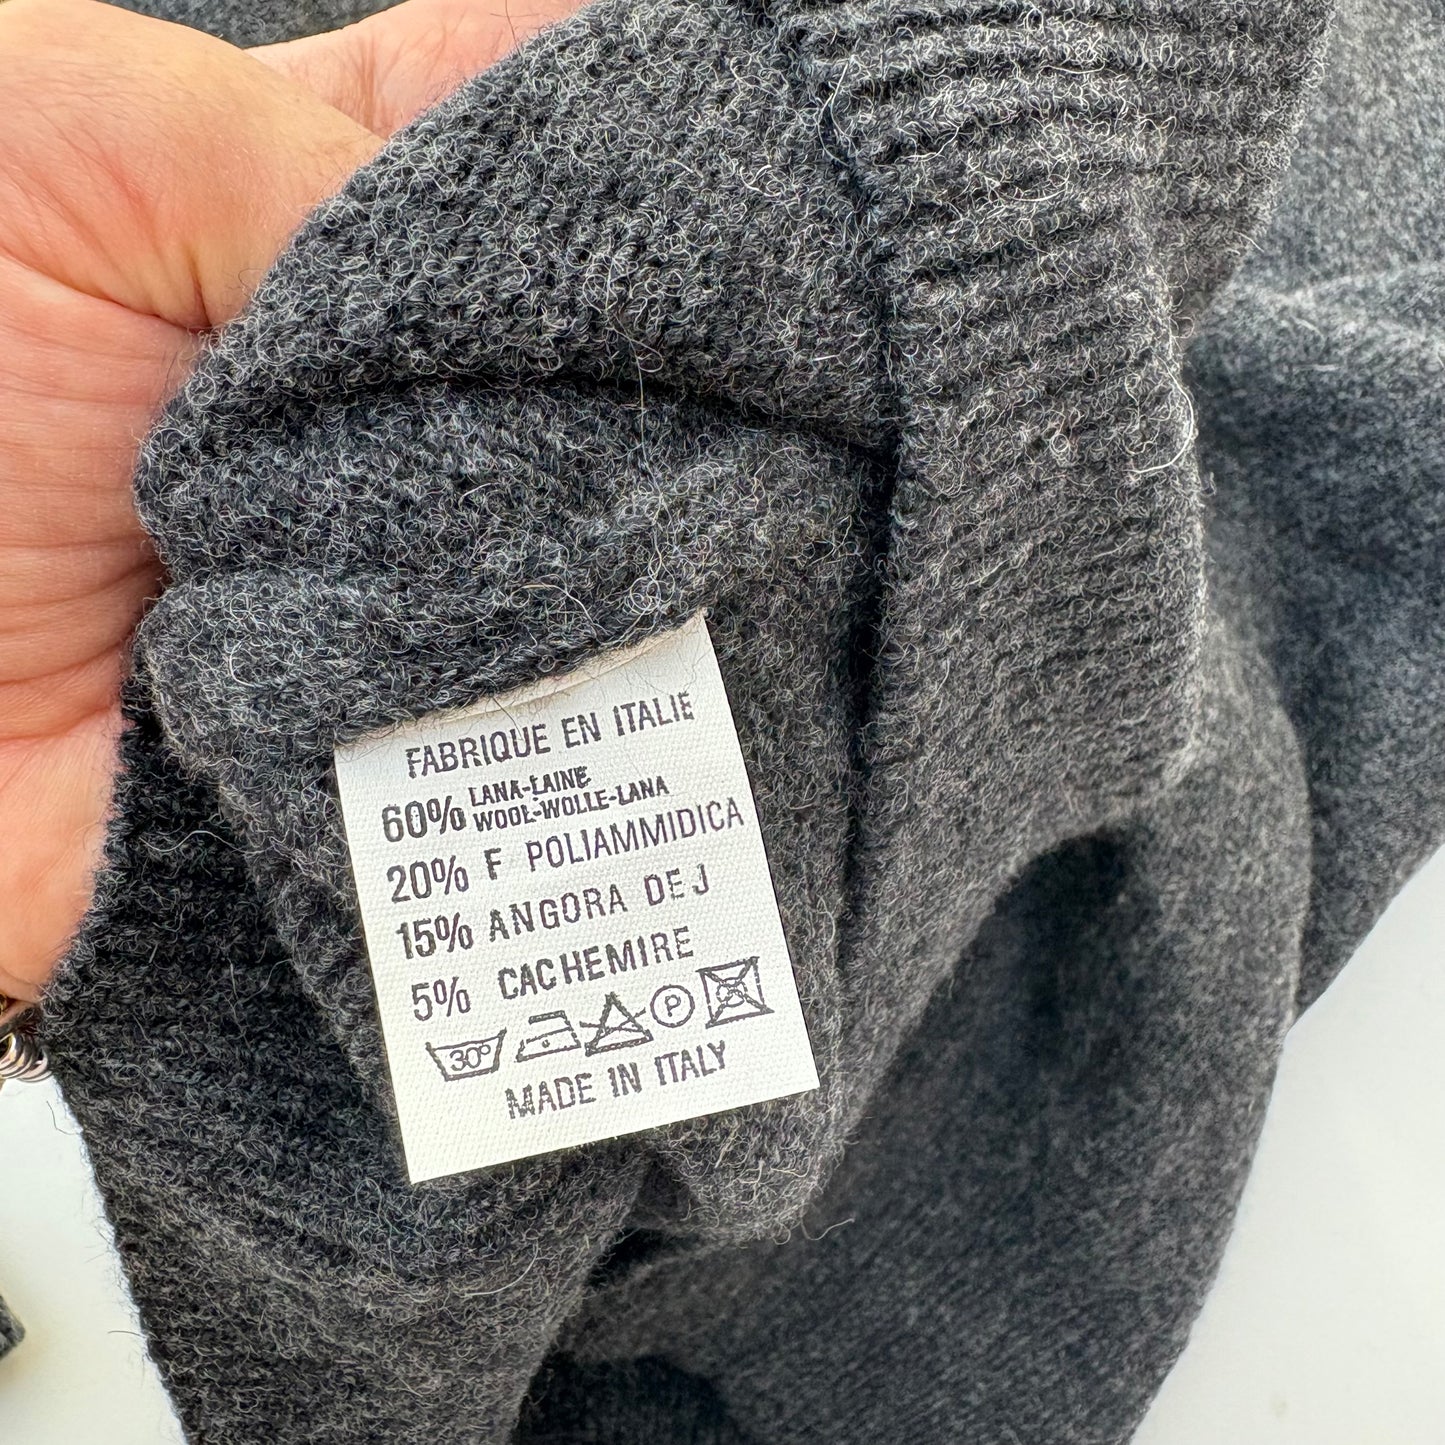 FABRIQUE EN ITALIE
60% LANA-LAINE
WOOL-WOLLE-LANA
20% F POLIAMMIDICA
15% ANGORA DE J
5% CACHEMIRE
30° P
MADE IN ITALY